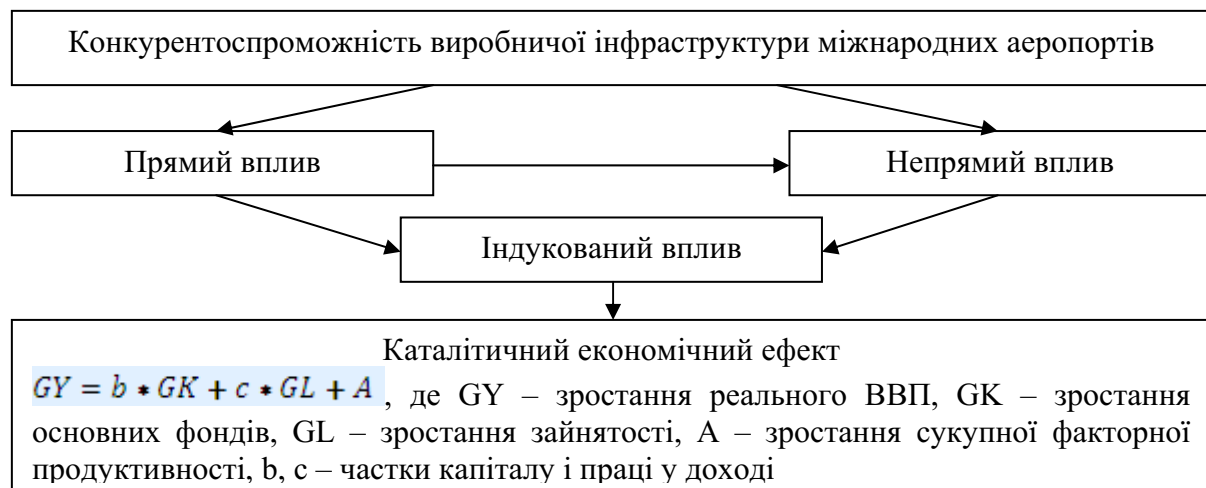 Конкурентоспроможність виробничої інфраструктури міжнародних аеропортів
Прямий вплив
Непрямий вплив
Індукований вплив
Каталітичний економічний ефект
GY = b * GK + c * GL + A , де GY – зростання реального ВВП, GK – зростання
основних фондів, GL – зростання зайнятості, A – зростання сукупної факторної
продуктивності, b, c – частки капіталу і праці у доході